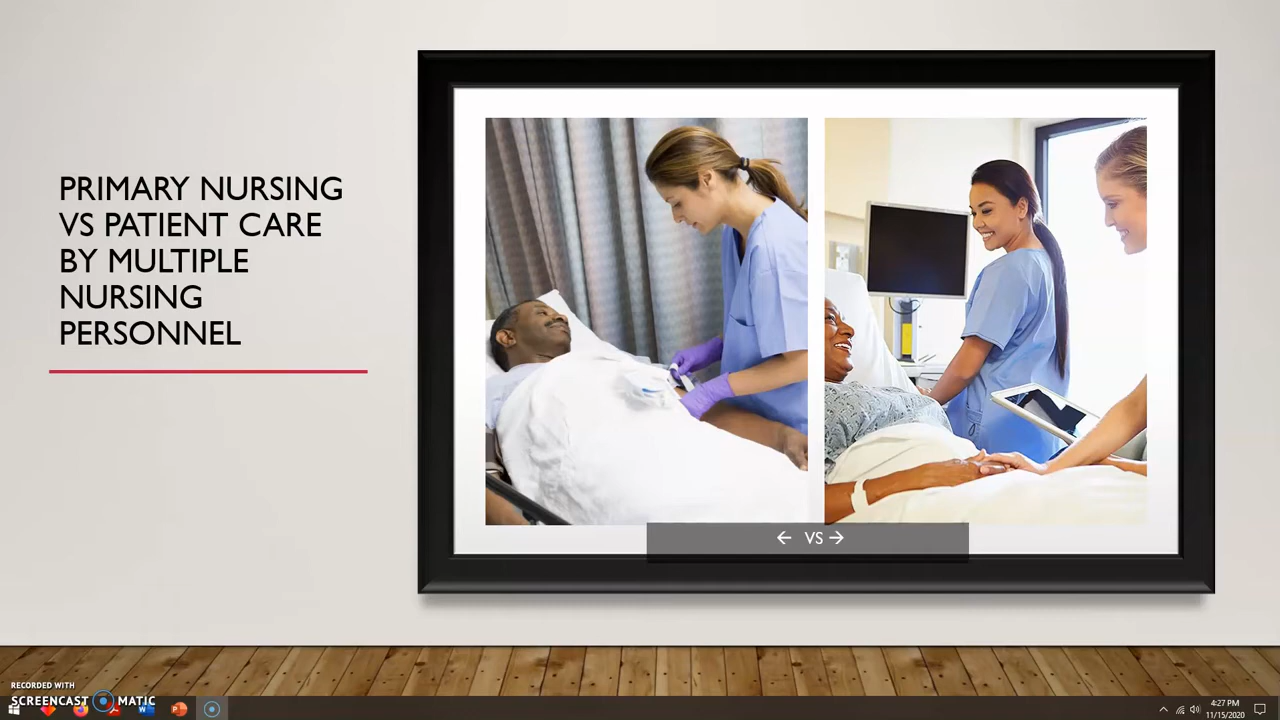 PRIMARY NURSING
VS PATIENT CARE
BY MULTIPLE
NURSING
PERSONNEL
← VS →
RECORDED WITH
SCREENCAST MATIC
4:27 PM
11/15/2020